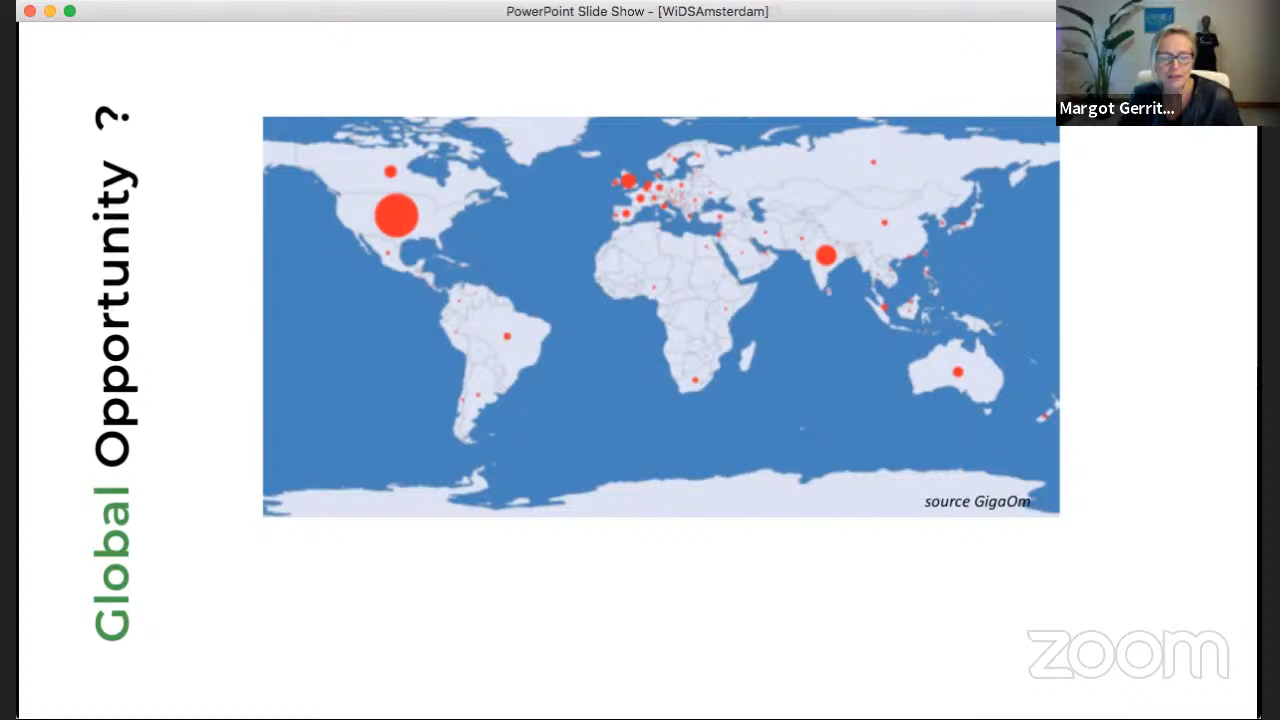 PowerPoint Slide Show - [WiDSAmsterdam]
Margot Gerrit...
Global Opportunity ?
source GigaOm
zoom